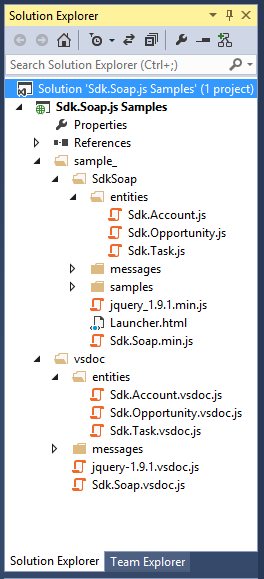 Solution Explorer
Search Solution Explorer (Ctrl+;)
Solution 'Sdk.Soap.js Samples' (1 project)
Sdk.Soap.js Samples
Properties
References
sample_
SdkSoap
entities
Sdk.Account.js
Sdk.Opportunity.js
Sdk.Task.js
messages
samples
jquery_1.9.1.min.js
Launcher.html
Sdk.Soap.min.js
vsdoc
entities
Sdk.Account.vsdoc.js
Sdk.Opportunity.vsdoc.js
Sdk.Task.vsdoc.js
messages
jquery-1.9.1.vsdoc.js
Sdk.Soap.vsdoc.js
Solution Explorer Team Explorer